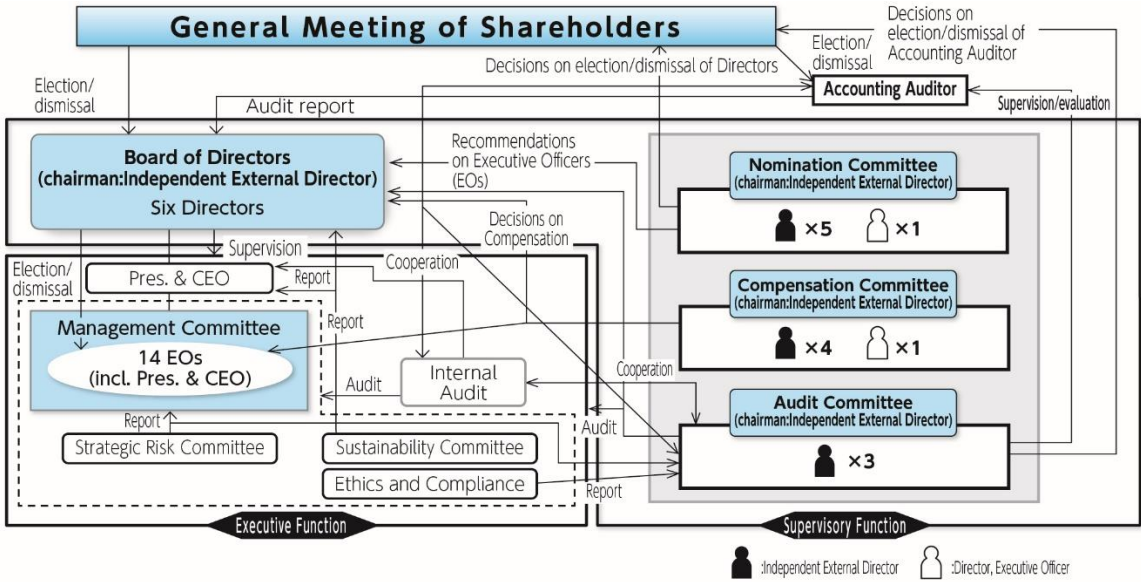 General Meeting of Shareholders
Decisions on
election/dismissal of
Accounting Auditor
Election/
dismissal
Decisions on election/dismissal of Directors
Election/
dismissal
Accounting Auditor
Audit report
Supervision/evaluation
Board of Directors
(chairman:Independent External Director)
Six Directors
Recommendations
on Executive Officers
(EOs)
Nomination Committee
(chairman:Independent External Director)
×5
×1
Decisions on
Compensation
Supervision
Cooperation
Election/
dismissal
Pres. & CEO
Report
Compensation Committee
(chairman:Independent External Director)
×4
×1
Management Committee
14 EOs
(incl. Pres. & CEO)
Report
Internal
Audit
Cooperation
Audit
Audit Committee
(chairman:Independent External Director)
×3
Report
Audit
Strategic Risk Committee
Sustainability Committee
Ethics and Compliance
Report
Executive Function
Supervisory Function
:Independent External Director
:Director, Executive Officer